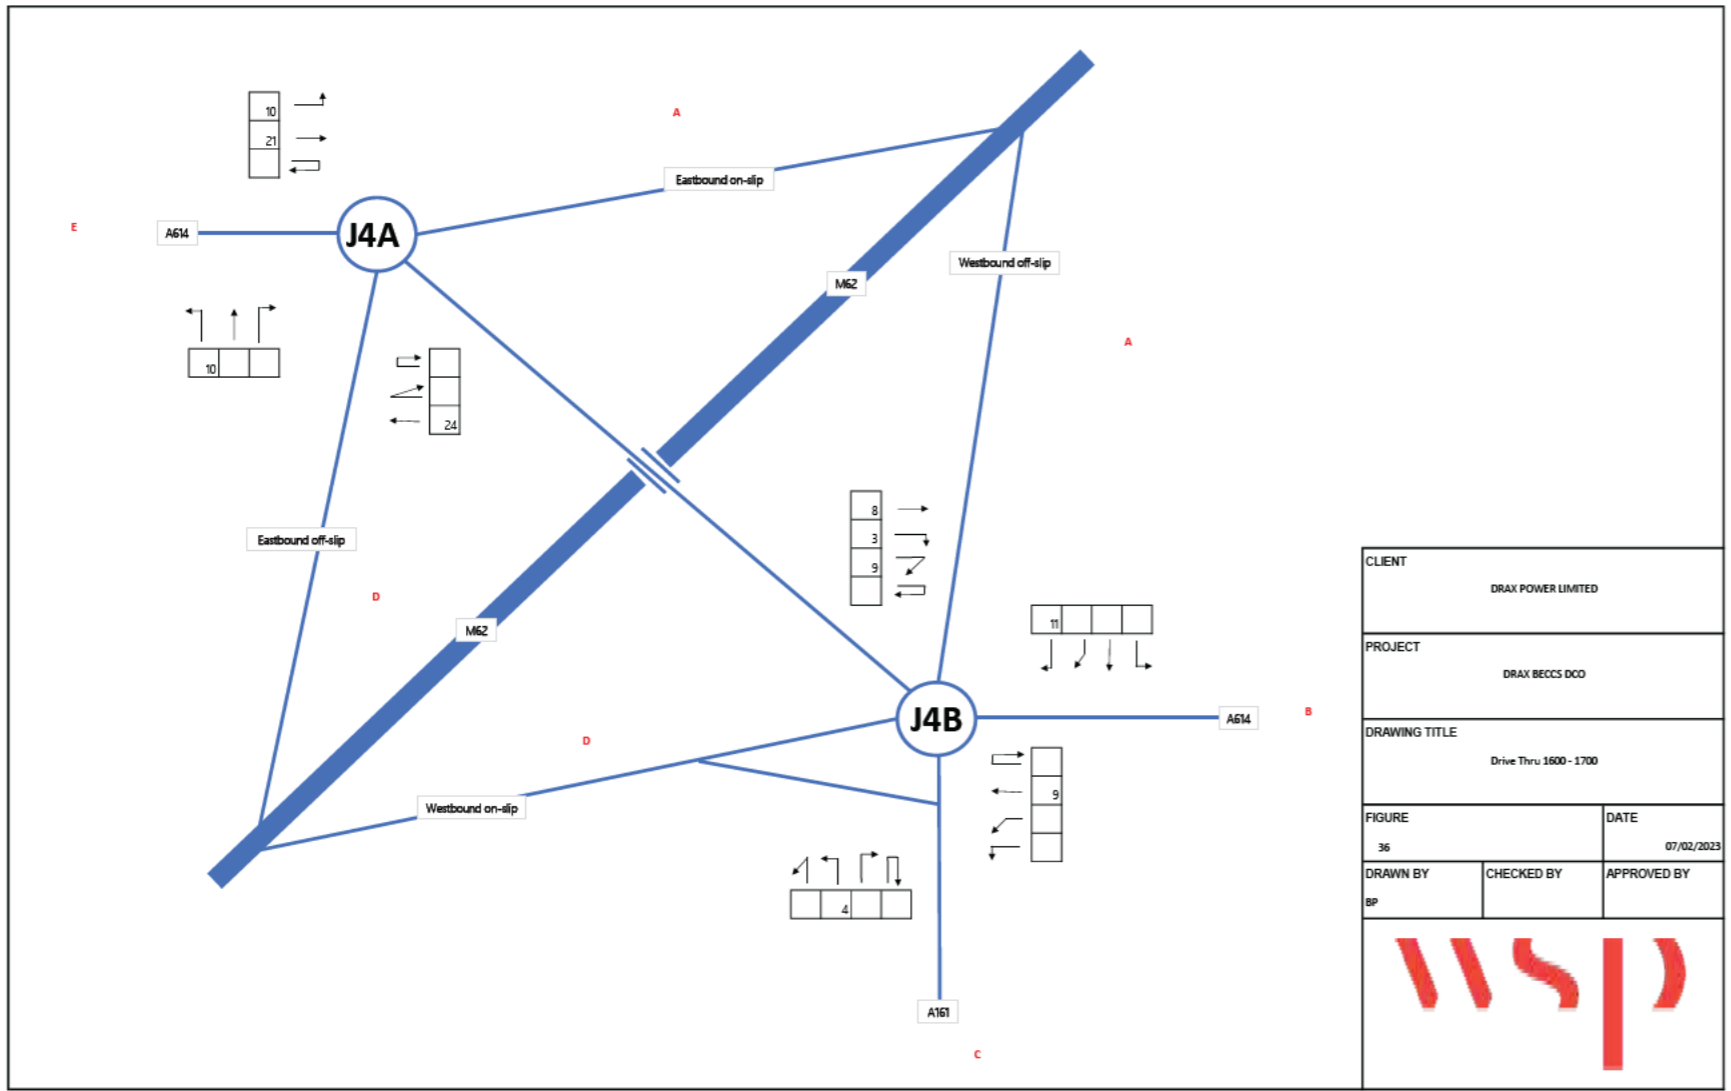 10
21
A
Eastbound on-slip
E
A614
J4A
Westbound off-slip
M62
A
10
24
8
3
9
Eastbound off-slip
D
M62
11
J4B
A614
B
D
Westbound on-slip
9
4
A161
C
CLIENT
DRAX POWER LIMITED
PROJECT
DRAX BECCS DCO
DRAWING TITLE
Drive Thru 1600 - 1700
FIGURE
36
DATE
07/02/2023
DRAWN BY
BP
CHECKED BY
APPROVED BY
wsp